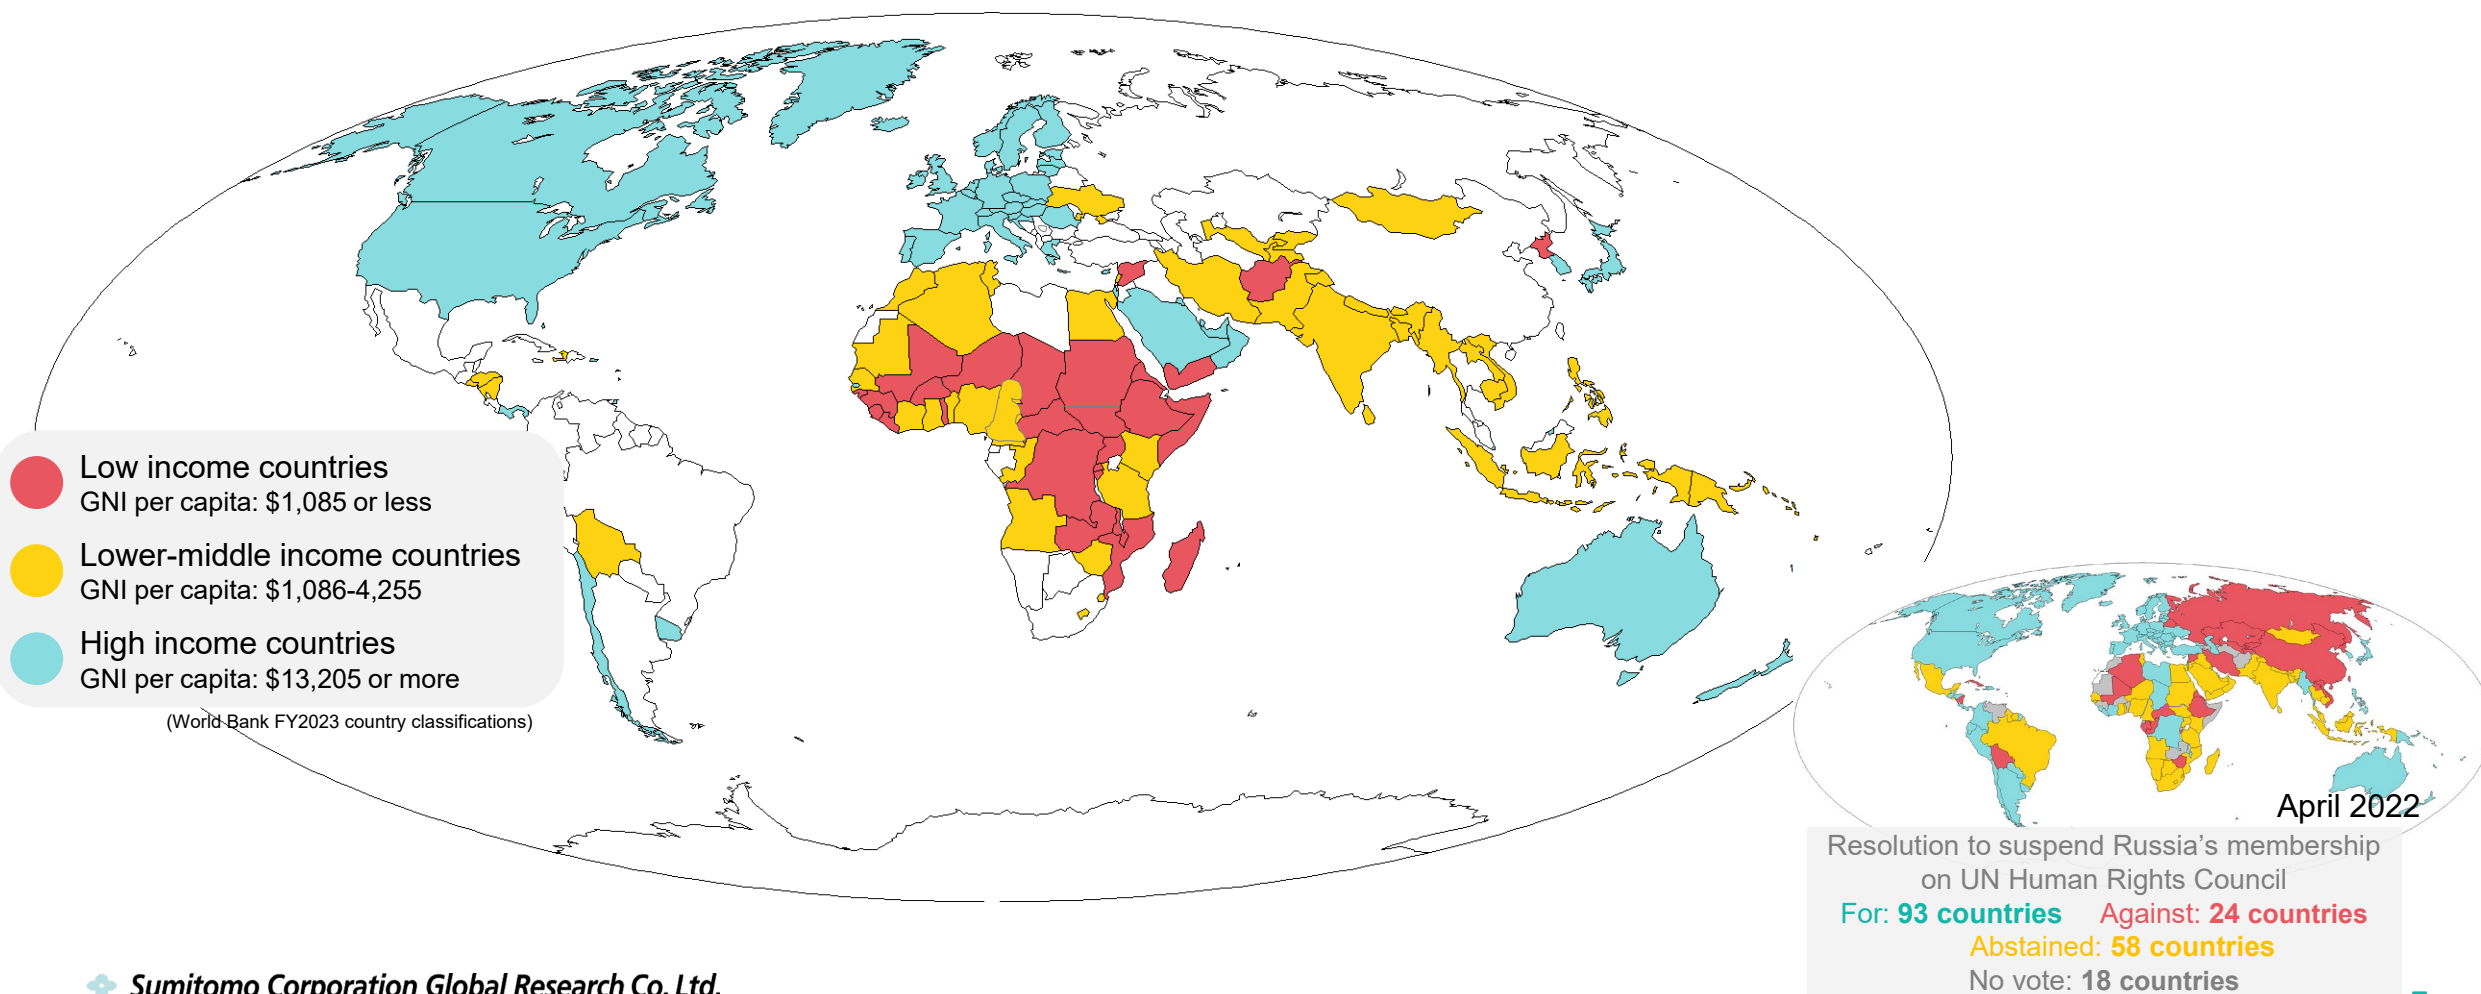 Low income countries
GNI per capita: $1,085 or less
Lower-middle income countries
GNI per capita: $1,086-4,255
High income countries
GNI per capita: $13,205 or more
(World Bank FY2023 country classifications)
April 2022
Resolution to suspend Russia’s membership
on UN Human Rights Council
For: 93 countries Against: 24 countries
Abstained: 58 countries
No vote: 18 countries
Sumitomo Corporation Global Research Co. Ltd.